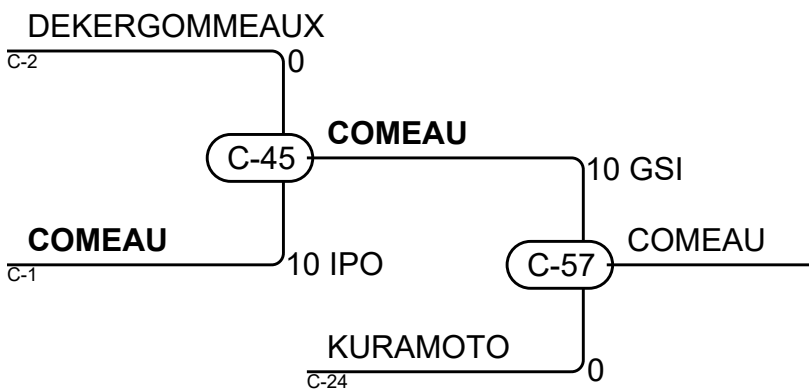 DEKERGOMMEAUX
C-2
0
COMEAU
C-45
10 GSI
COMEAU
COMEAU
C-1
10 IPO
C-57
KURAMOTO
C-24
0